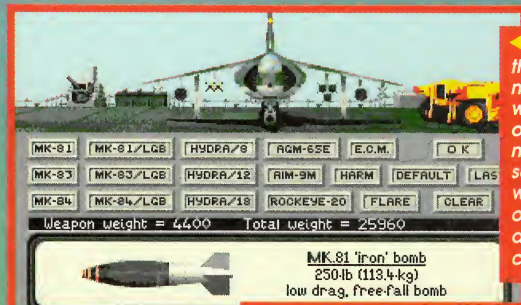 MK-81 MK-81/LGB HYDRA/8 AGM-65E E.C.M. OK
MK-83 MK-83/LGB HYDRA/12 AIM-9M HARM DEFAULT LAS
MK-84 MK-84/LGB HYDRA/18 ROCKEYE-20 FLARE CLEAR
Weapon weight = 4400 Total weight = 25960
MK.81 'iron' bomb
250-lb (113.4-kg)
low drag, free-fall bomb